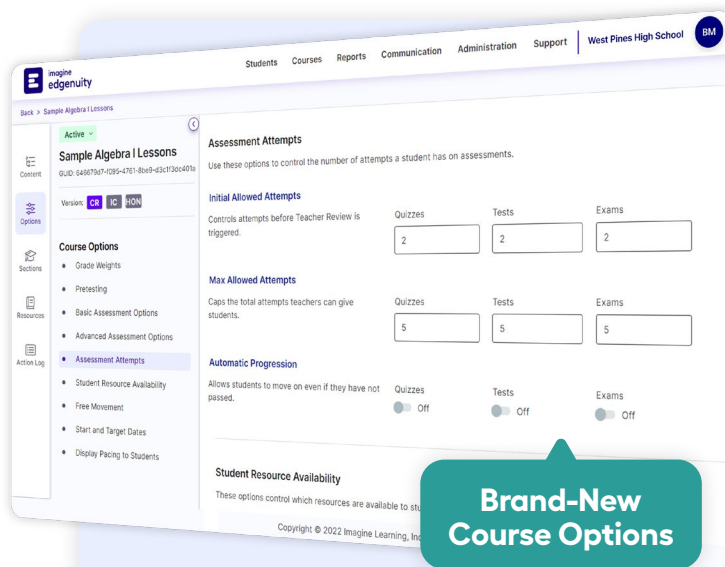 imagine
edgenuity
Students Courses Reports Communication Administration Support West Pines High School BM
Back > Sample Algebra I Lessons
Content
Options
Sections
Resources
Action Log
Active
Sample Algebra I Lessons
GUID: 646679d7-f095-4761-8be9-d3c1f3dc401a
Version: CR IC HON
Course Options
Grade Weights
Pretesting
Basic Assessment Options
Advanced Assessment Options
Assessment Attempts
Student Resource Availability
Free Movement
Start and Target Dates
Display Pacing to Students
Assessment Attempts
Use these options to control the number of attempts a student has on assessments.
Initial Allowed Attempts
Controls attempts before Teacher Review is
triggered.
Quizzes Tests Exams
2 2 2
Max Allowed Attempts
Caps the total attempts teachers can give
students.
Quizzes Tests Exams
5 5 5
Automatic Progression
Allows students to move on even if they have not
passed.
Quizzes Tests Exams
Off Off Off
Student Resource Availability
These options control which resources are available to stu
Copyright © 2022 Imagine Learning, Inc
Brand-New
Course Options